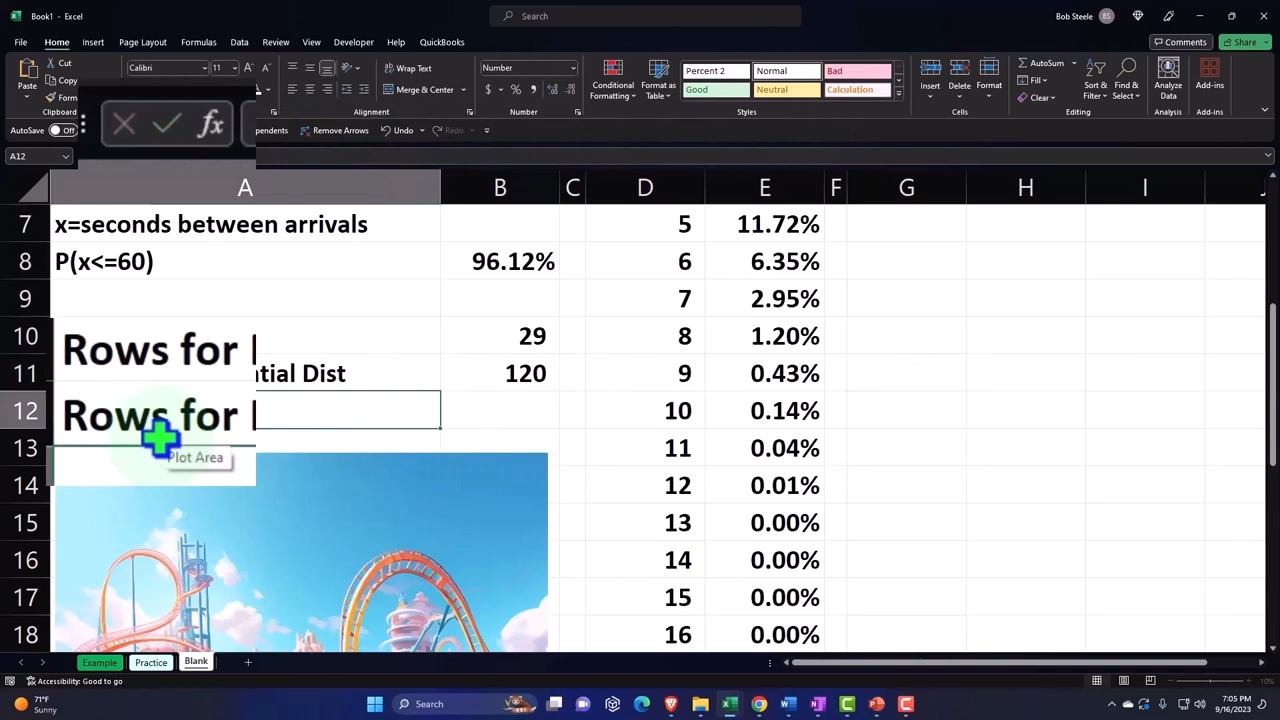 Book1 - Excel
Search
Bob Steele BS
File Home Insert Page Layout Formulas Data Review View Developer Help QuickBooks Comments Share
Cut
Copy
Paste
Calibri 11
Wrap Text
Merge & Center
Number
Conditional Formatting
Format as Table
Percent 2 Normal Bad
Good Neutral Calculation
Insert Delete Format
AutoSum
Fill
Clear
Sort & Filter
Find & Select
Analyze Data
Add-ins
Alignment Number Styles Cells Editing Analysis Add-ins
AutoSave Off
Remove Arrows Undo Redo
A12 fx
A B C D E F G H I
7 x=seconds between arrivals 5 11.72%
8 P(x<=60) 96.12% 6 6.35%
9 7 2.95%
10 Rows for 29 8 1.20%
11 tial Dist 120 9 0.43%
Rows for
12 10 0.14%
Plot Area
13 11 0.04%
14 12 0.01%
15 13 0.00%
16 14 0.00%
17 15 0.00%
18 16 0.00%
Example Practice Blank
Accessibility: Good to go 10%
71°F
Sunny
Search
7:05 PM
9/16/2023